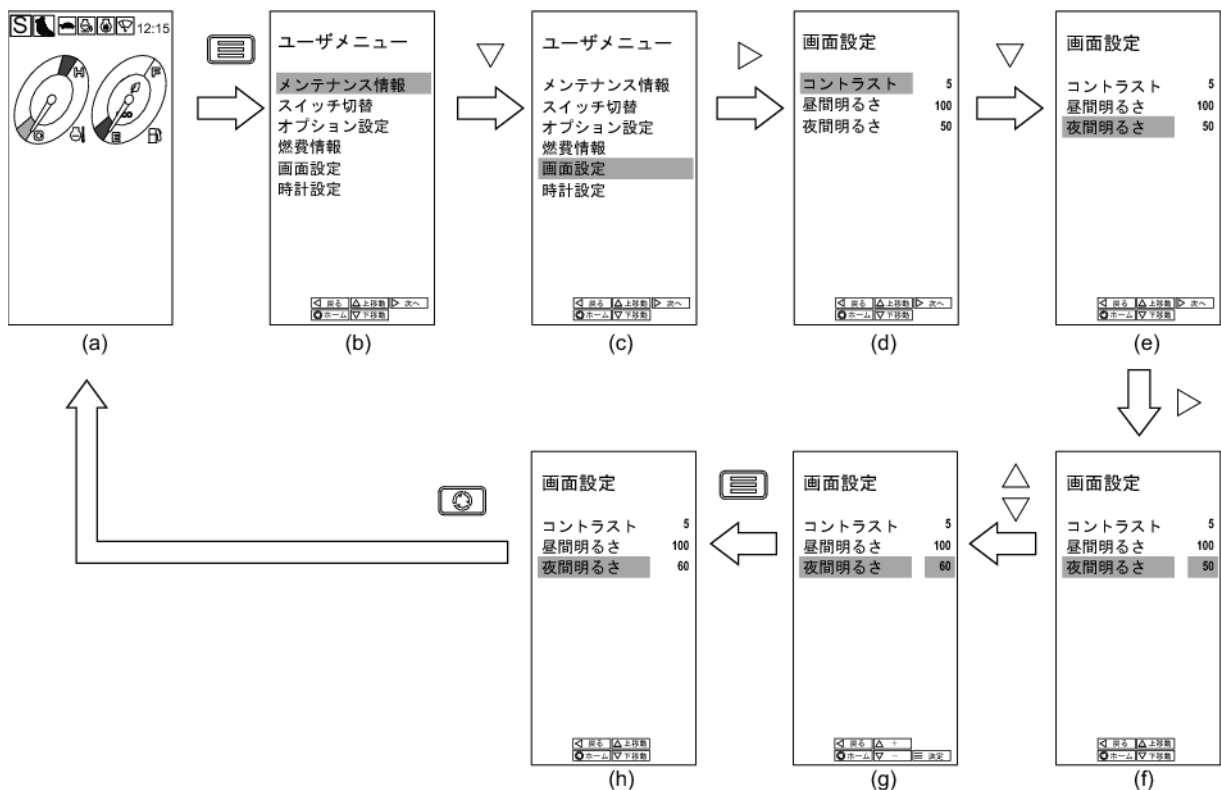 S 12:15
H F
C E
(a)
ユーザメニュー
メンテナンス情報
スイッチ切替
オプション設定
燃費情報
画面設定
時計設定
戻る 上移動 次へ
ホーム 下移動
(b)
ユーザメニュー
メンテナンス情報
スイッチ切替
オプション設定
燃費情報
画面設定
時計設定
戻る 上移動 次へ
ホーム 下移動
(c)
画面設定
コントラスト 5
昼間明るさ 100
夜間明るさ 50
戻る 上移動 次へ
ホーム 下移動
(d)
画面設定
コントラスト 5
昼間明るさ 100
夜間明るさ 50
戻る 上移動 次へ
ホーム 下移動
(e)
画面設定
コントラスト 5
昼間明るさ 100
夜間明るさ 60
戻る 上移動
ホーム 下移動
(h)
画面設定
コントラスト 5
昼間明るさ 100
夜間明るさ 60
戻る +
ホーム - 決定
(g)
画面設定
コントラスト 5
昼間明るさ 100
夜間明るさ 50
戻る 上移動
ホーム 下移動
(f)